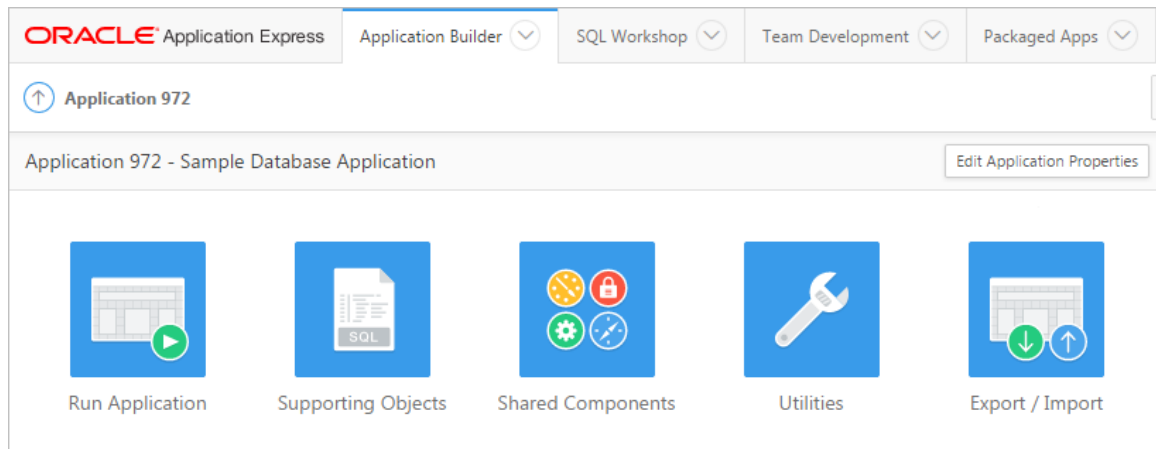 ORACLE Application Express Application Builder SQL Workshop Team Development Packaged Apps
Application 972
Application 972 - Sample Database Application Edit Application Properties
SQL
Run Application Supporting Objects Shared Components Utilities Export / Import